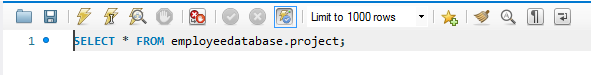 Limit to 1000 rows
1 SELECT * FROM employeedatabase.project;